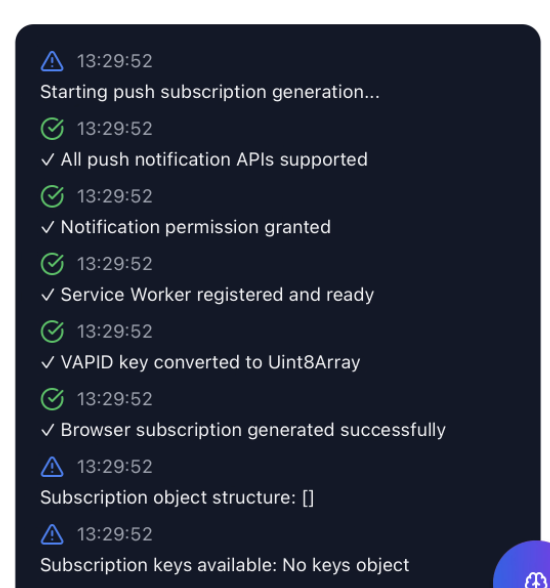 13:29:52
Starting push subscription generation...
13:29:52
✓ All push notification APIs supported
13:29:52
✓ Notification permission granted
13:29:52
✓ Service Worker registered and ready
13:29:52
✓ VAPID key converted to Uint8Array
13:29:52
✓ Browser subscription generated successfully
13:29:52
Subscription object structure: []
13:29:52
Subscription keys available: No keys object